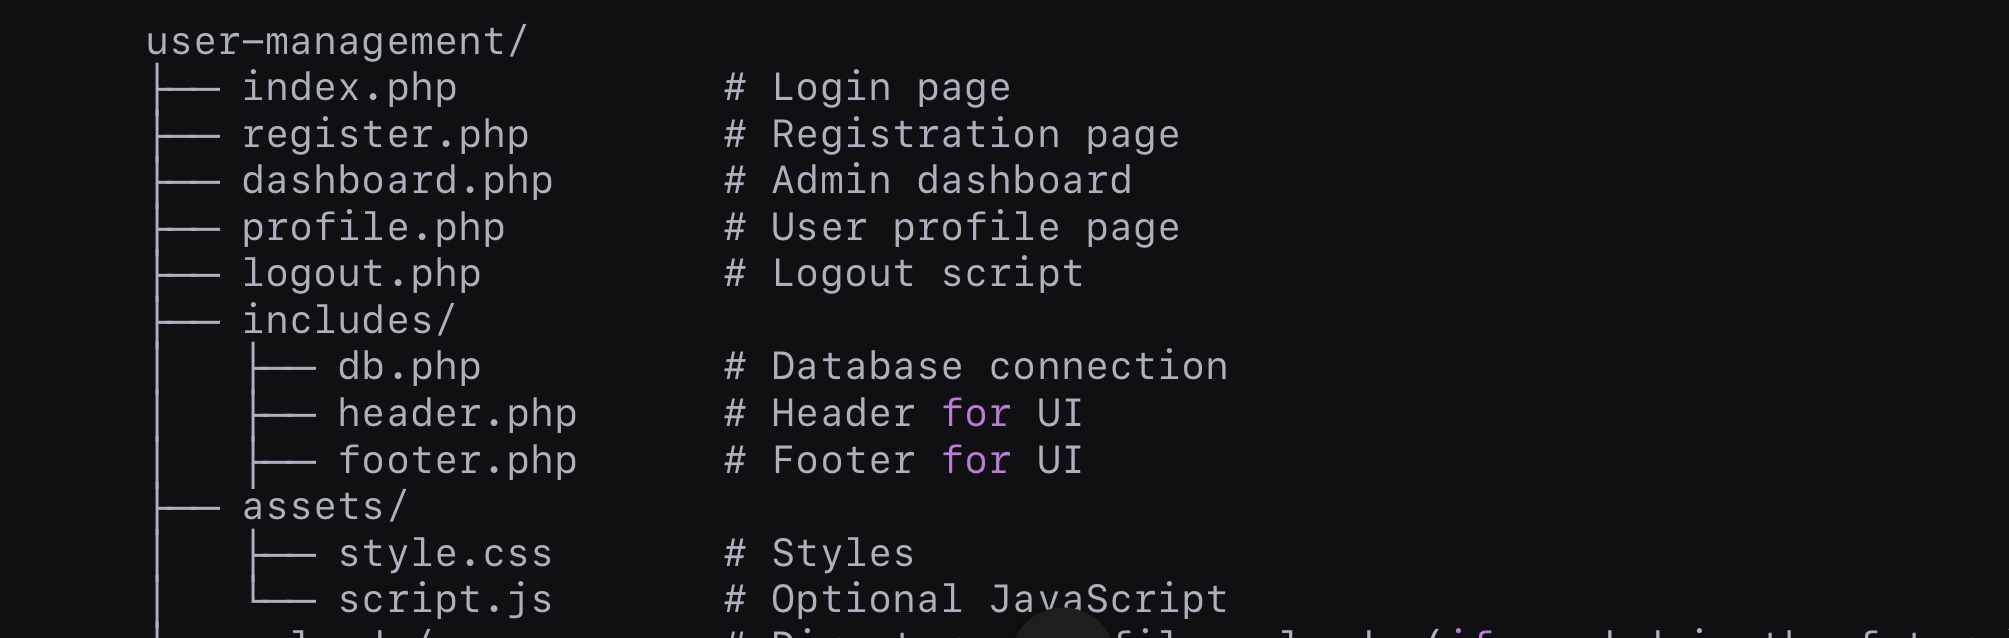 user-management/
├── index.php           # Login page
├── register.php        # Registration page
├── dashboard.php       # Admin dashboard
├── profile.php         # User profile page
├── logout.php          # Logout script
├── includes/
│   ├── db.php          # Database connection
│   ├── header.php      # Header for UI
│   ├── footer.php      # Footer for UI
├── assets/
│   ├── style.css       # Styles
│   └── script.js       # Optional JavaScript